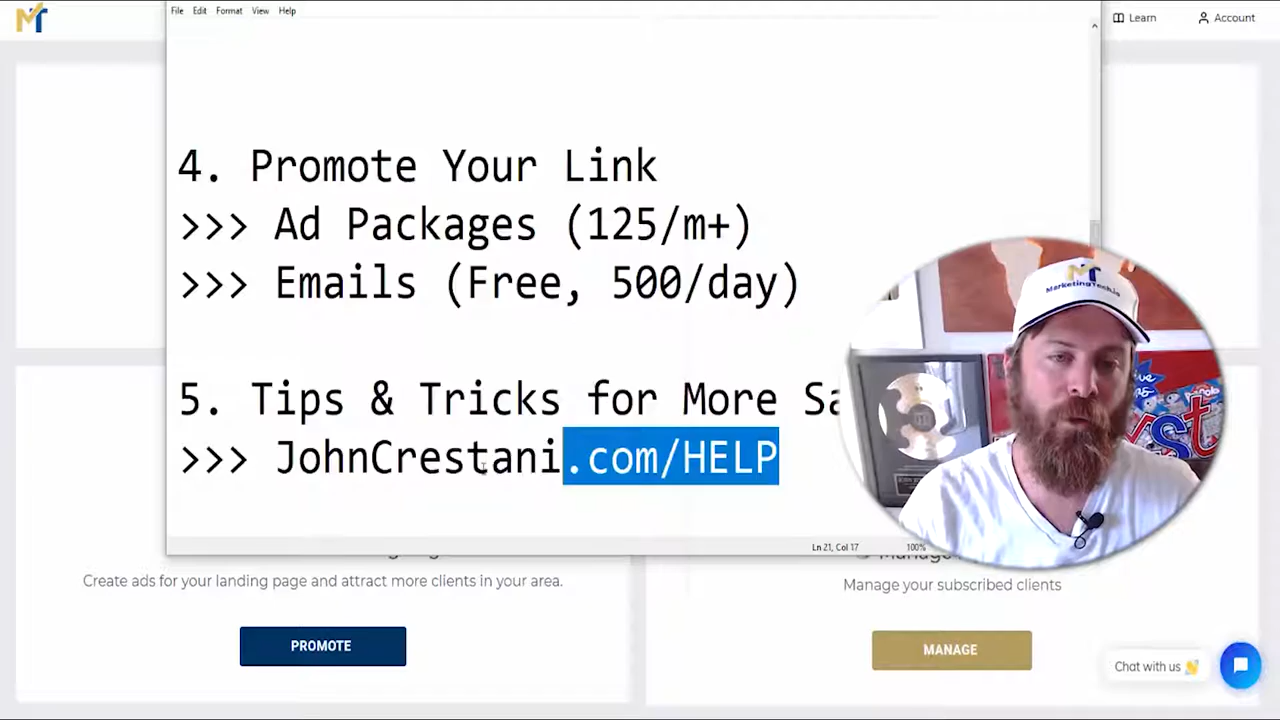 File Edit Format View Help
Learn
Account
4. Promote Your Link
>>> Ad Packages (125/m+)
>>> Emails (Free, 500/day)
5. Tips & Tricks for More
>>> JohnCrestani.com/HELP
Ln 21, Col 17
100%
MarketingTech.io
Create ads for your landing page and attract more clients in your area.
PROMOTE
Manage your subscribed clients
MANAGE
Chat with us 👋